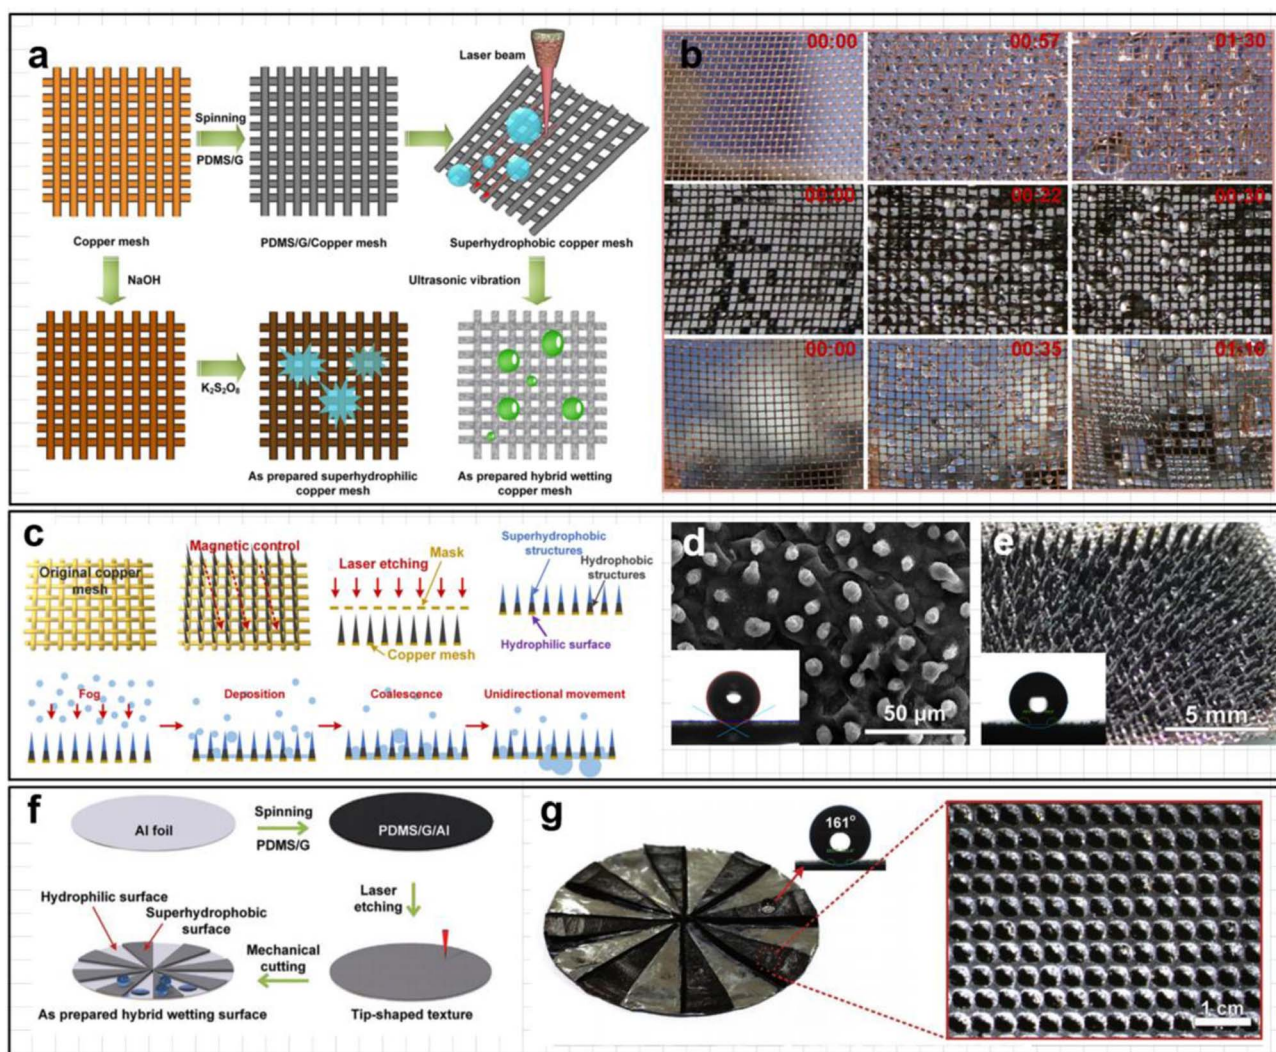 a
Laser beam
Spinning
PDMS/G
Copper mesh
PDMS/G/Copper mesh
Superhydrophobic copper mesh
NaOH
Ultrasonic vibration
K₂S₂O₈
As prepared superhydrophilic
copper mesh
As prepared hybrid wetting
copper mesh
b
00:00
00:57
01:30
00:00
00:22
00:30
00:00
00:35
01:10
c
Original copper
mesh
Magnetic control
Laser etching
Mask
Copper mesh
Superhydrophobic
structures
Hydrophobic
structures
Hydrophilic surface
Fog
Deposition
Coalescence
Unidirectional movement
d
50 μm
e
5 mm
f
Al foil
Spinning
PDMS/G
PDMS/G/Al
Laser
etching
Hydrophilic surface
Superhydrophobic
surface
Mechanical
cutting
As prepared hybrid wetting surface
Tip-shaped texture
g
161°
1 cm